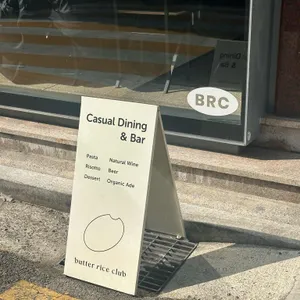 BRC
Casual Dining
& Bar
Pasta Natural Wine
Risotto Beer
Dessert Organic Ade
butter rice club